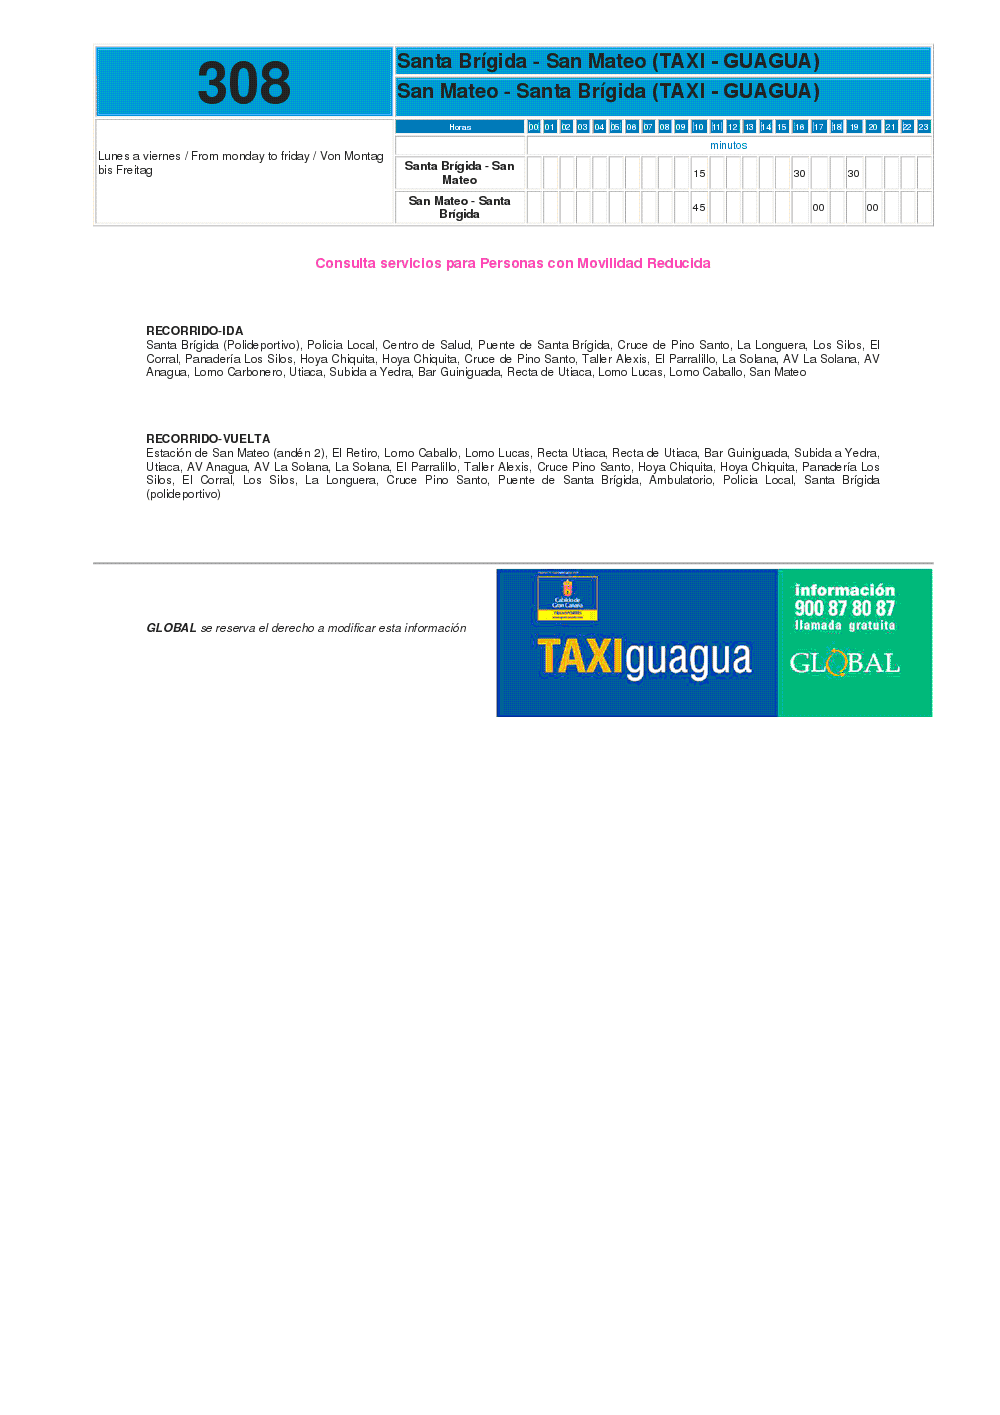 308
Santa Brígida - San Mateo (TAXI - GUAGUA)
San Mateo - Santa Brígida (TAXI - GUAGUA)
Lunes a viernes / From monday to friday / Von Montag
bis Freitag
Horas 00 01 02 03 04 05 06 07 08 09 10 11 12 13 14 15 16 17 18 19 20 21 22 23
minutos
Santa Brígida - San
Mateo
15 30 30
San Mateo - Santa
Brígida
45 00 00
Consulta servicios para Personas con Movilidad Reducida
RECORRIDO-IDA
Santa Brígida (Polideportivo), Policia Local, Centro de Salud, Puente de Santa Brígida, Cruce de Pino Santo, La Longuera, Los Silos, El
Corral, Panadería Los Silos, Hoya Chiquita, Hoya Chiquita, Cruce de Pino Santo, Taller Alexis, El Parralillo, La Solana, AV La Solana, AV
Anagua, Lomo Carbonero, Utiaca, Subida a Yedra, Bar Guiniguada, Recta de Utiaca, Lomo Lucas, Lomo Caballo, San Mateo
RECORRIDO-VUELTA
Estación de San Mateo (andén 2), El Retiro, Lomo Caballo, Lomo Lucas, Recta Utiaca, Recta de Utiaca, Bar Guiniguada, Subida a Yedra,
Utiaca, AV Anagua, AV La Solana, La Solana, El Parralillo, Taller Alexis, Cruce Pino Santo, Hoya Chiquita, Hoya Chiquita, Panadería Los
Silos, El Corral, Los Silos, La Longuera, Cruce Pino Santo, Puente de Santa Brígida, Ambulatorio, Policia Local, Santa Brígida
(polideportivo)
GLOBAL se reserva el derecho a modificar esta información
Cabildo de
Gran Canaria
TAXIguagua
información
900 87 80 87
llamada gratuita
GLOBAL